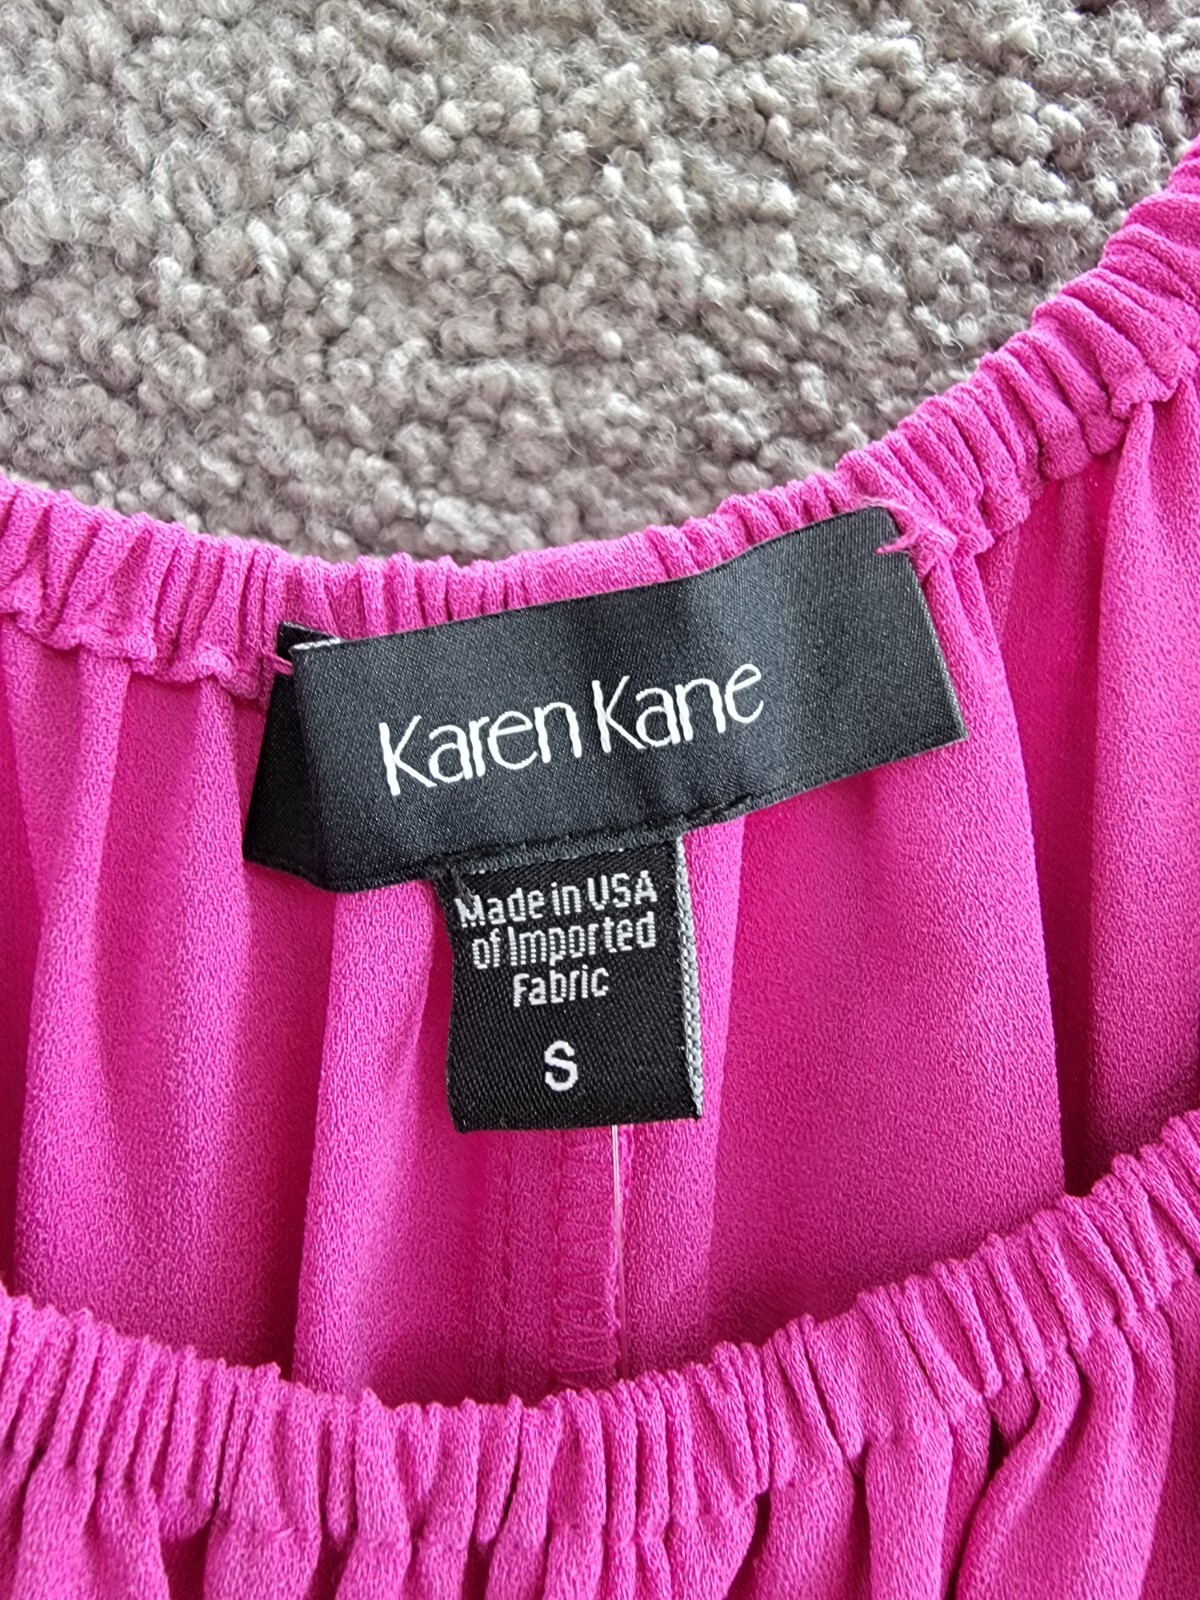 Karen Kane
Made in USA
of Imported
Fabric
S